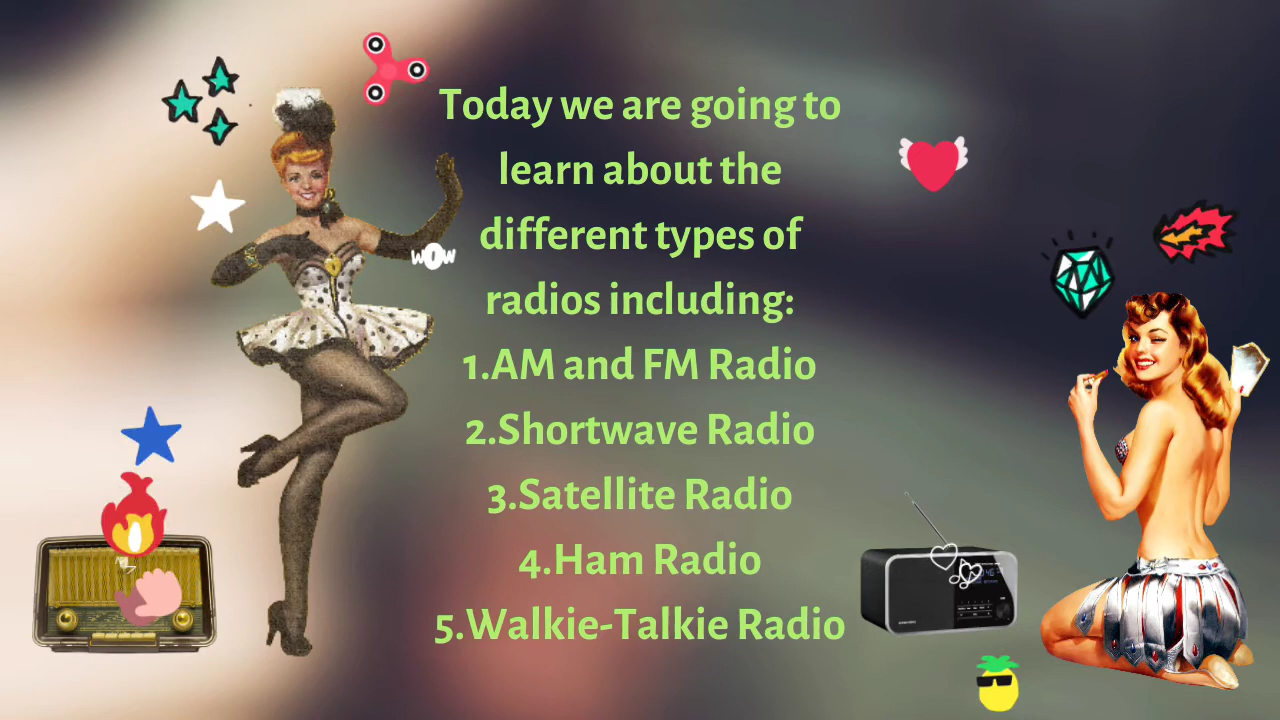 Today we are going to
learn about the
different types of
radios including:
1.AM and FM Radio
2.Shortwave Radio
3.Satellite Radio
4.Ham Radio
5.Walkie-Talkie Radio
WOW